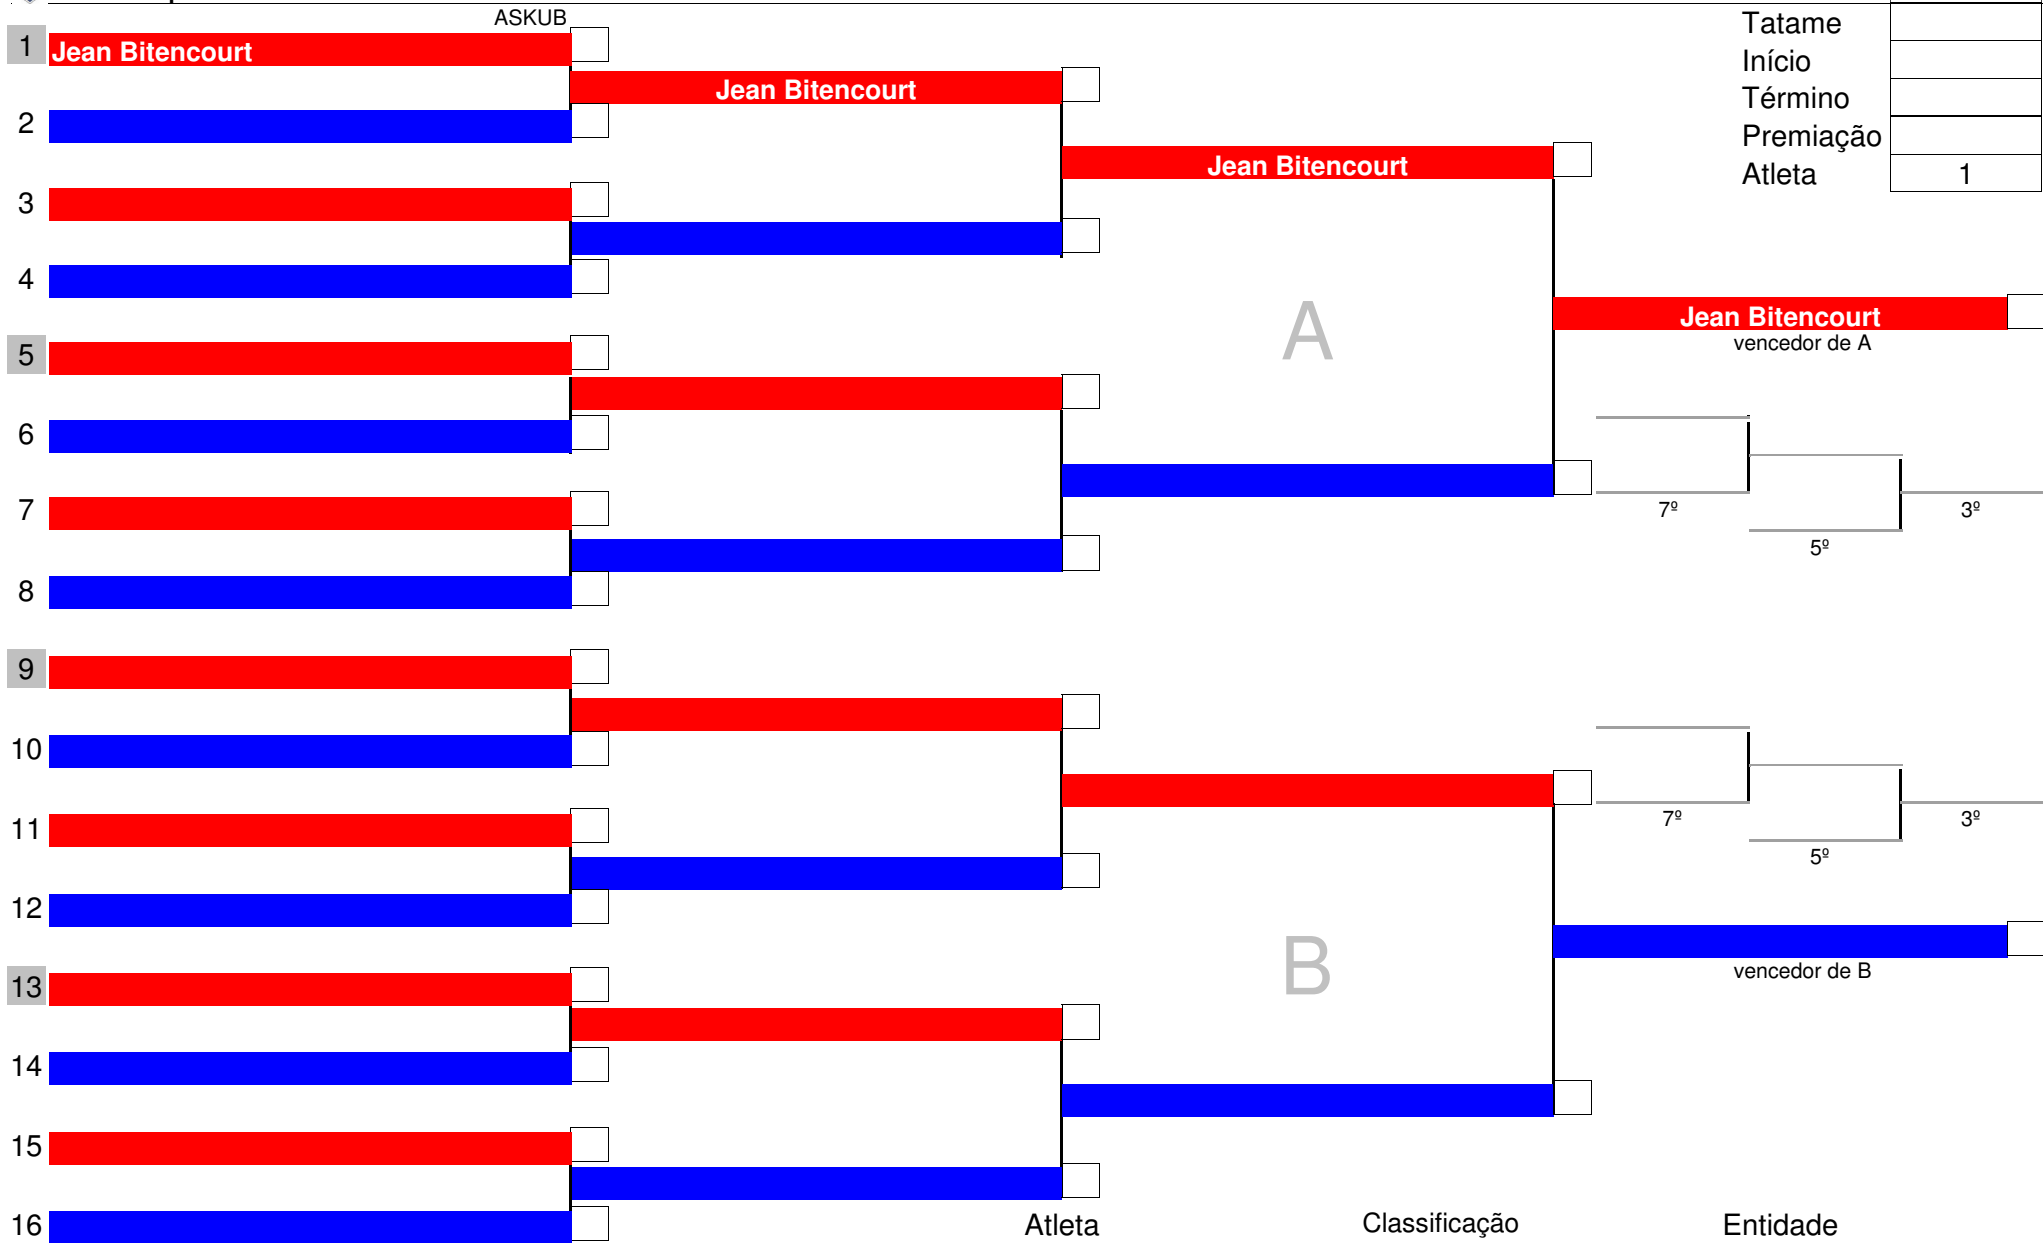 ASKUB
Tatame
1 Jean Bitencourt
Início
Jean Bitencourt
Término
2
Premiação
Jean Bitencourt
Atleta 1
3
4
Jean Bitencourt
A
vencedor de A
5
6
7
7º 3º
5º
8
9
10
11
7º 3º
5º
12
B
vencedor de B
13
14
15
16
Atleta Classificação Entidade